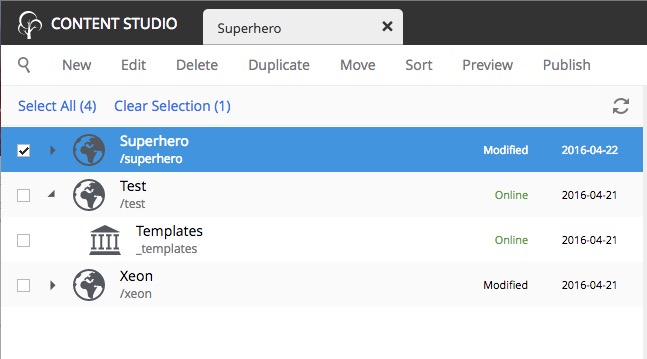 CONTENT STUDIO Superhero
New Edit Delete Duplicate Move Sort Preview Publish
Select All (4) Clear Selection (1)
Superhero
/superhero Modified 2016-04-22
Test
/test Online 2016-04-21
Templates
_templates Online 2016-04-21
Xeon
/xeon Modified 2016-04-21